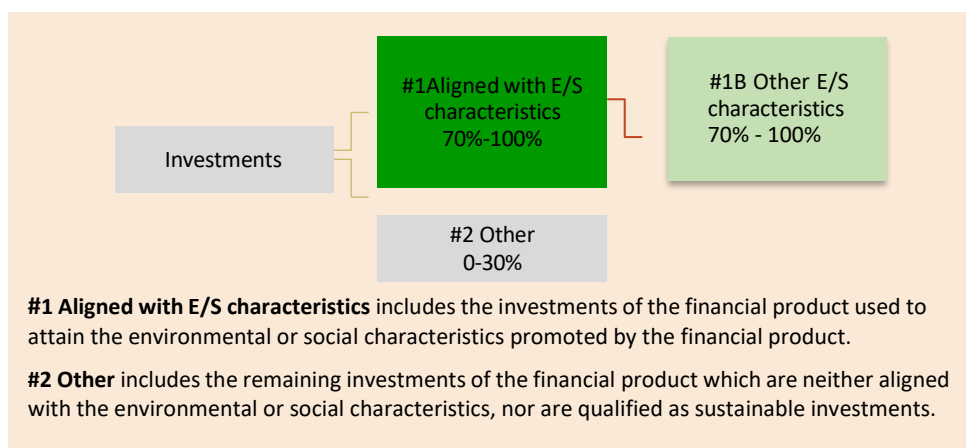 #1Aligned with E/S
characteristics
70%-100%
#1B Other E/S
characteristics
70% - 100%
Investments
#2 Other
0-30%
#1 Aligned with E/S characteristics includes the investments of the financial product used to
attain the environmental or social characteristics promoted by the financial product.
#2 Other includes the remaining investments of the financial product which are neither aligned
with the environmental or social characteristics, nor are qualified as sustainable investments.